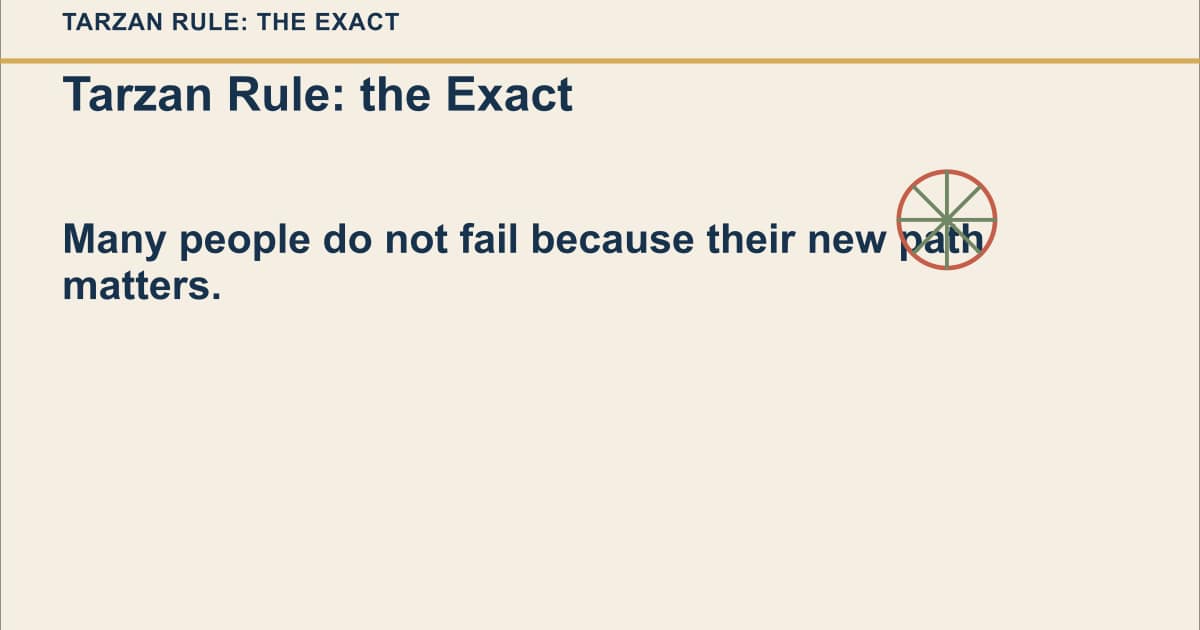 TARZAN RULE: THE EXACT
Tarzan Rule: the Exact
Many people do not fail because their new path
matters.